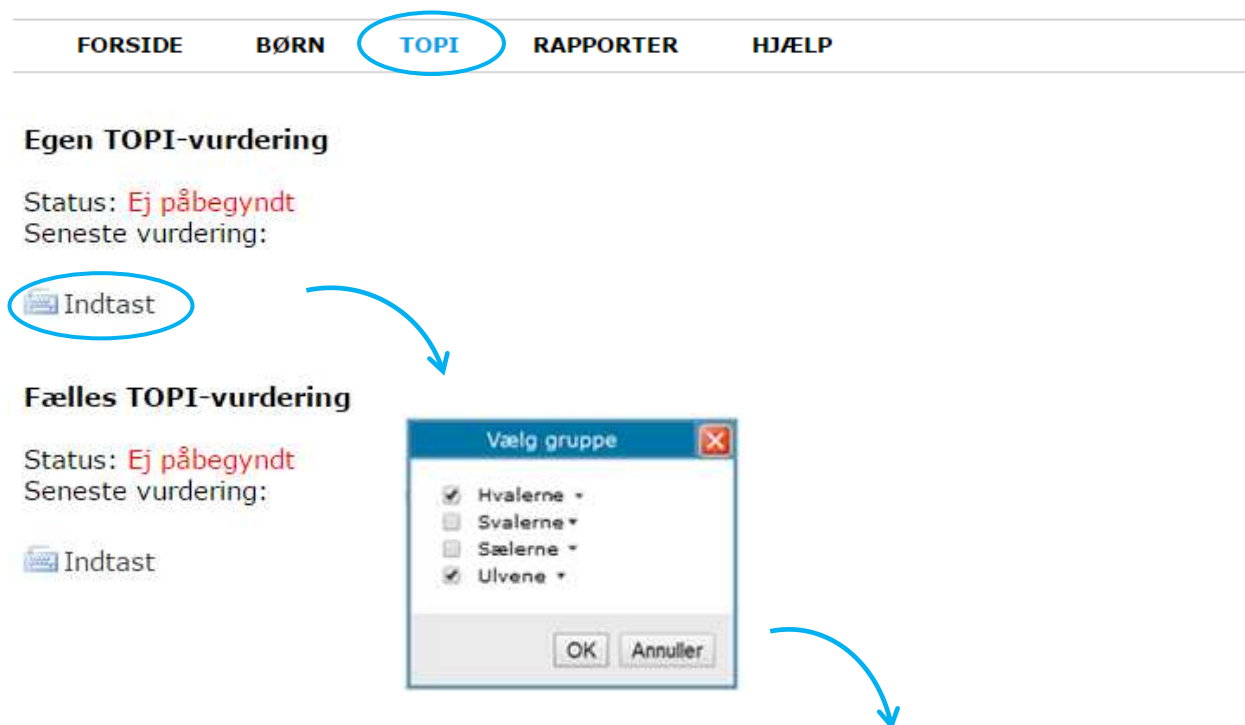 FORSIDE BØRN TOPI RAPPORTER HJÆLP
Egen TOPI-vurdering
Status: Ej påbegyndt
Seneste vurdering:
Indtast
Fælles TOPI-vurdering
Status: Ej påbegyndt
Seneste vurdering:
Indtast
Vælg gruppe
Hvalerne
Svalerne
Sælerne
Ulvene
OK Annuller